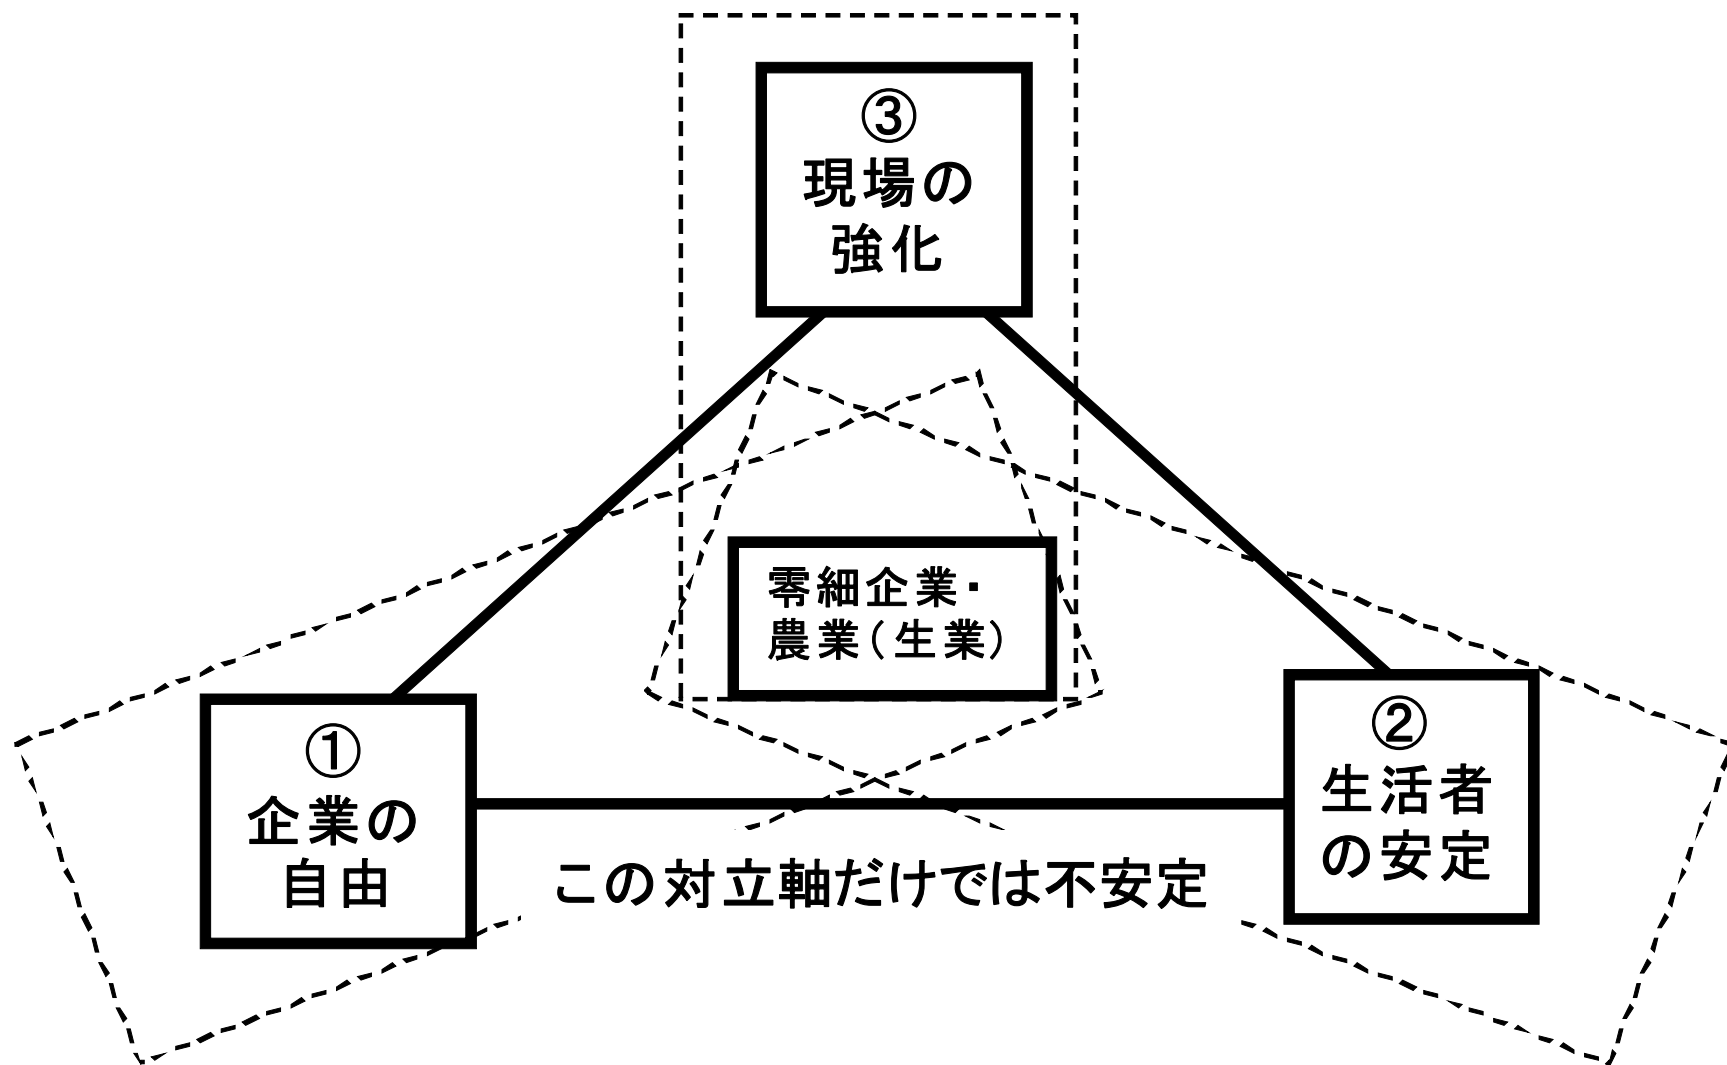 ③
現場の
強化
零細企業・
農業(生業)
①
企業の
自由
②
生活者
の安定
この対立軸だけでは不安定